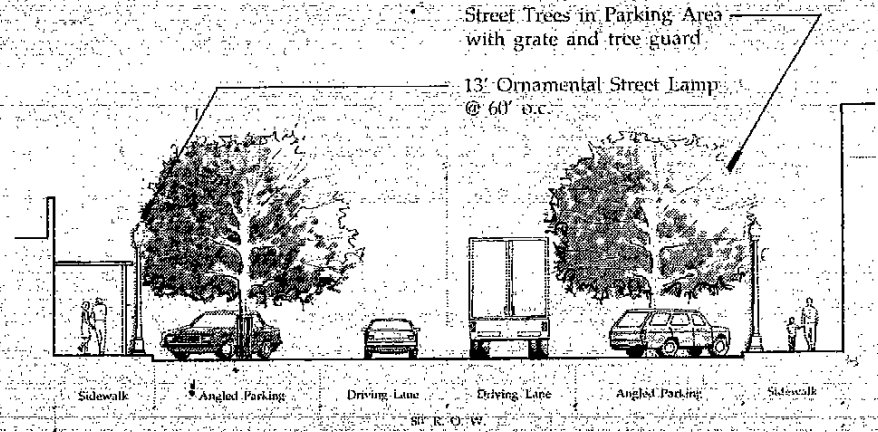 Street Trees in Parking Area
with grate and tree guard
13' Ornamental Street Lamp
@ 60' o.c.
Sidewalk
Angled Parking
Driving Lane
Driving Lane
Angled Parking
Sidewalk
R. O. W.